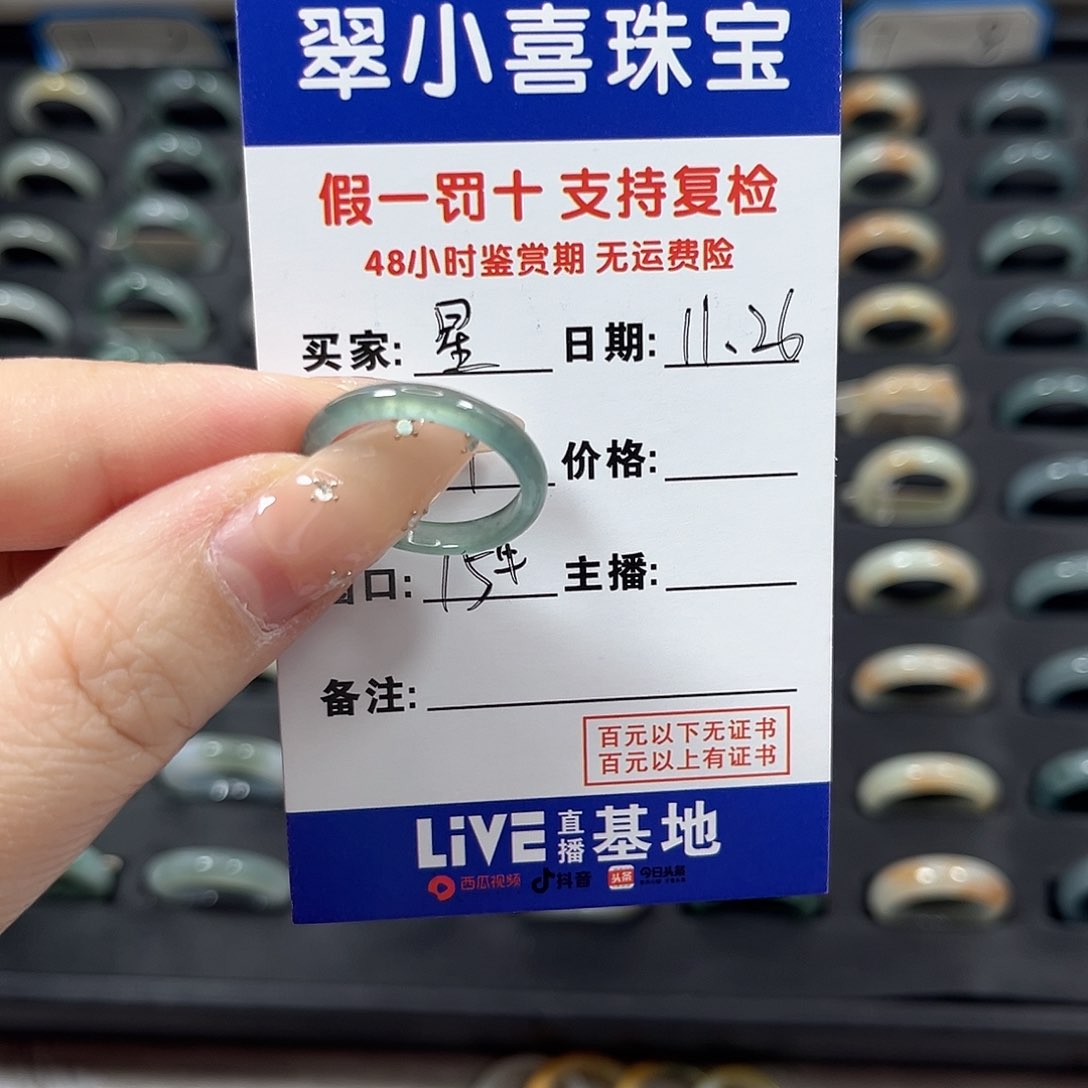 翠小喜珠宝
假一罚十 支持复检
48小时鉴赏期 无运费险
买家: 星 日期: 11.26
价格:
口: 15 主播:
备注:
百元以下无证书
百元以上有证书
LiVE 直播 基地
西瓜视频 抖音 头条 今日头条